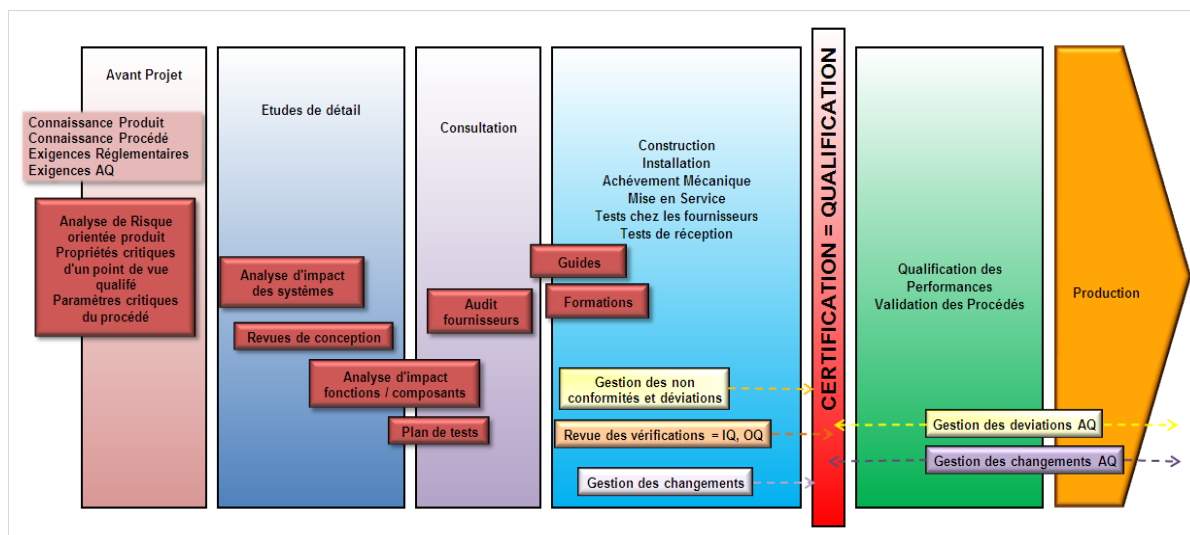 Avant Projet
Connaissance Produit
Connaissance Procédé
Exigences Réglementaires
Exigences AQ
Analyse de Risque
orientée produit
Propriétés critiques
d'un point de vue
qualifé
Paramètres critiques
du procédé
Etudes de détail
Analyse d'impact
des systèmes
Revues de conception
Analyse d'impact
fonctions / composants
Plan de tests
Consultation
Audit
fournisseurs
Guides
Formations
Construction
Installation
Achévement Mécanique
Mise en Service
Tests chez les fournisseurs
Tests de réception
Gestion des non
conformités et déviations
Revue des vérifications = IQ, OQ
Gestion des changements
CERTIFICATION = QUALIFICATION
Qualification des
Performances
Validation des Procédés
Gestion des deviations AQ
Gestion des changements AQ
Production